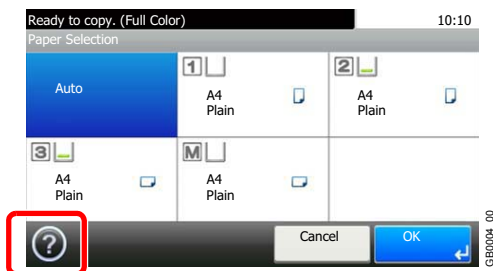 Ready to copy. (Full Color) 10:10
Paper Selection
Auto
1
A4
Plain
2
A4
Plain
3
A4
Plain
M
A4
Plain
?
Cancel
OK
GB0004_00